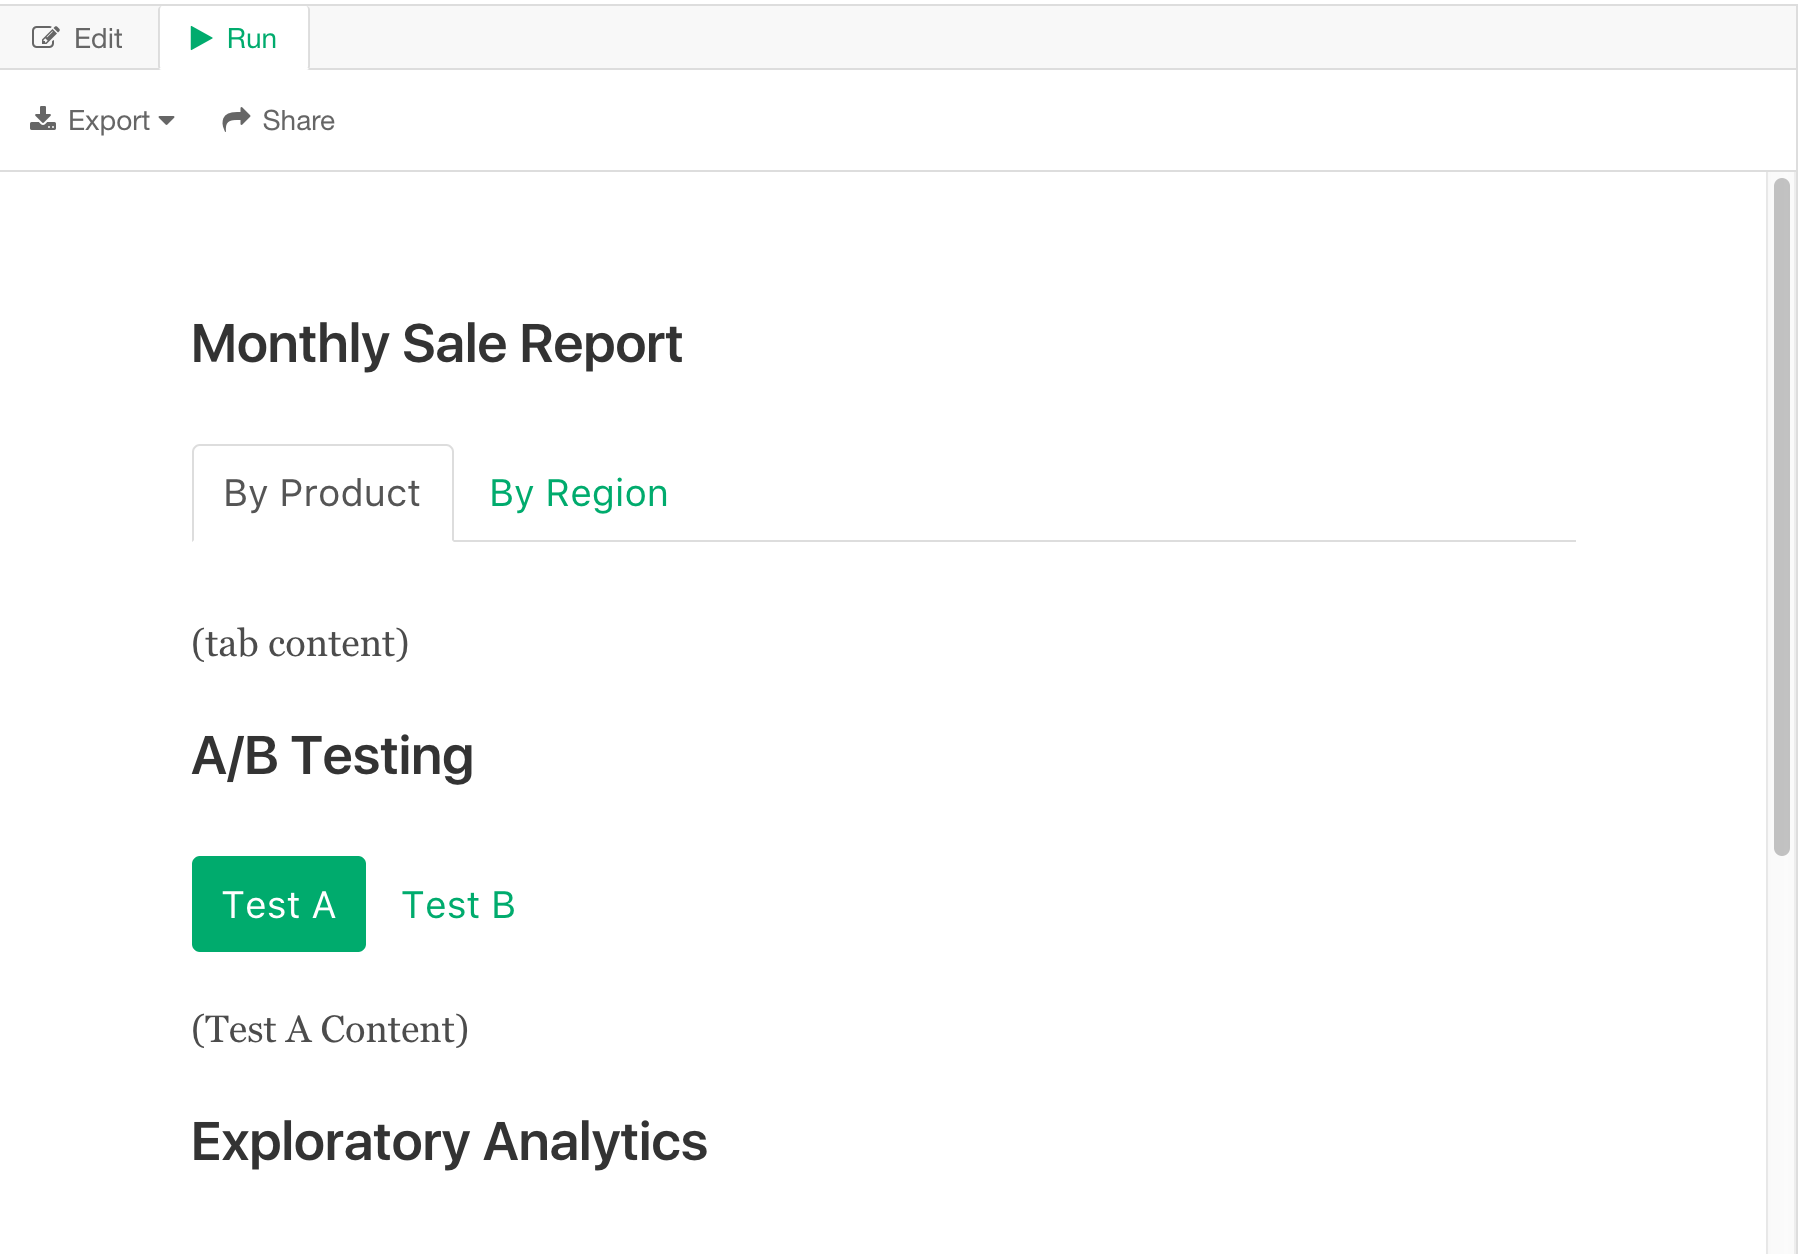 Edit Run
Export Share
Monthly Sale Report
By Product By Region
(tab content)
A/B Testing
Test A Test B
(Test A Content)
Exploratory Analytics